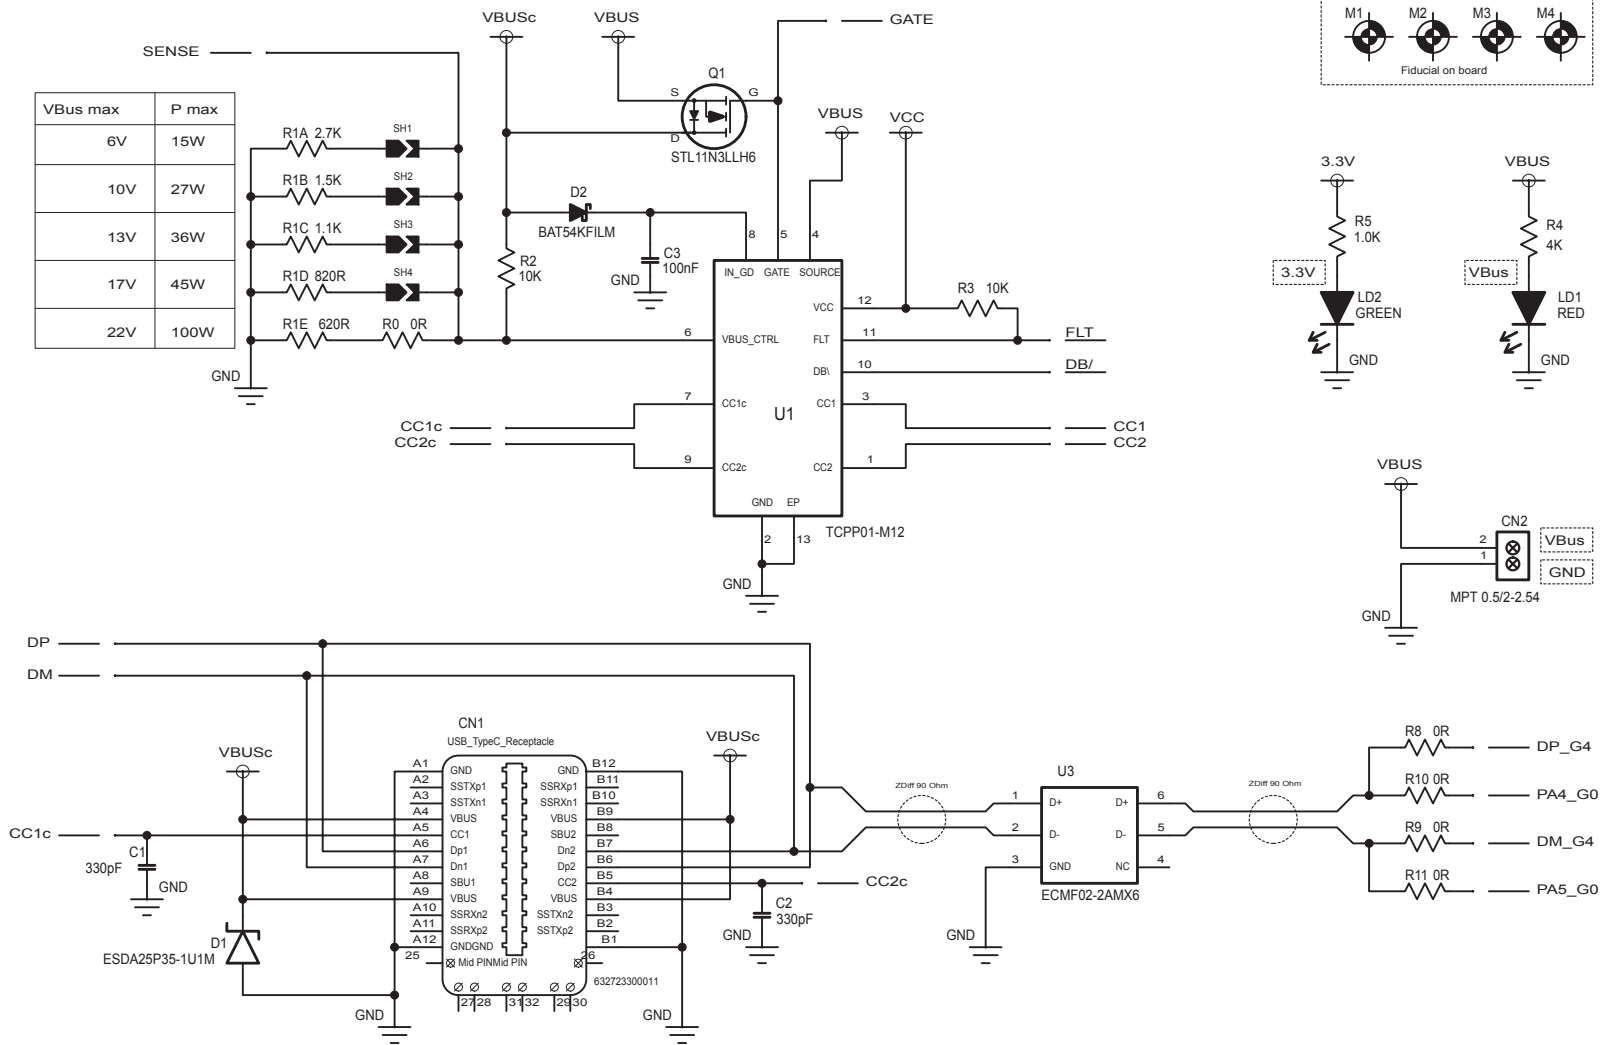 VBUSc
VBUS
GATE
SENSE
M1 M2 M3 M4
Fiducial on board
VBus max P max
6V 15W
10V 27W
13V 36W
17V 45W
22V 100W
R1A 2.7K SH1
R1B 1.5K SH2
R1C 1.1K SH3
R1D 820R SH4
R1E 620R R0 0R
GND
Q1
S G
D
STL11N3LLH6
VBUS
VCC
D2
BAT54KFILM
R2
10K
C3
100nF
GND
8 5 4
IN_GD GATE SOURCE
VCC 12
R3 10K
6 VBUS_CTRL
FLT 11 FLT
DB\ 10 DB/
7 CC1c
CC1 3
U1
CC1c
CC2c
CC1
CC2
9 CC2c
CC2 1
GND EP
2 13
TCPP01-M12
GND
3.3V
R5
1.0K
3.3V
LD2
GREEN
GND
VBUS
R4
4K
VBus
LD1
RED
GND
VBUS
CN2
2 VBus
1 GND
MPT 0.5/2-2.54
GND
DP
DM
CN1
USB_TypeC_Receptacle
VBUSc
VBUSc
A1 GND GND B12
A2 SSTXp1 SSRXp1 B11
A3 SSTXn1 SSRXn1 B10
A4 VBUS VBUS B9
A5 CC1 SBU2 B8
A6 Dp1 Dn2 B7
A7 Dn1 Dp2 B6
A8 SBU1 CC2 B5
A9 VBUS VBUS B4
A10 SSRXn2 SSTXn2 B3
A11 SSRXp2 SSTXp2 B2
A12 GNDGND B1
25 Mid PINMid PIN 26
632723300011
27 28 31 32 29 30
CC1c
C1
330pF
GND
D1
ESDA25P35-1U1M
GND
GND
CC2c
C2
330pF
GND
ZDiff 90 Ohm
U3
1 D+ D+ 6
2 D- D- 5
3 GND NC 4
ECMF02-2AMX6
GND
ZDiff 90 Ohm
R8 0R DP_G4
R10 0R PA4_G0
R9 0R DM_G4
R11 0R PA5_G0